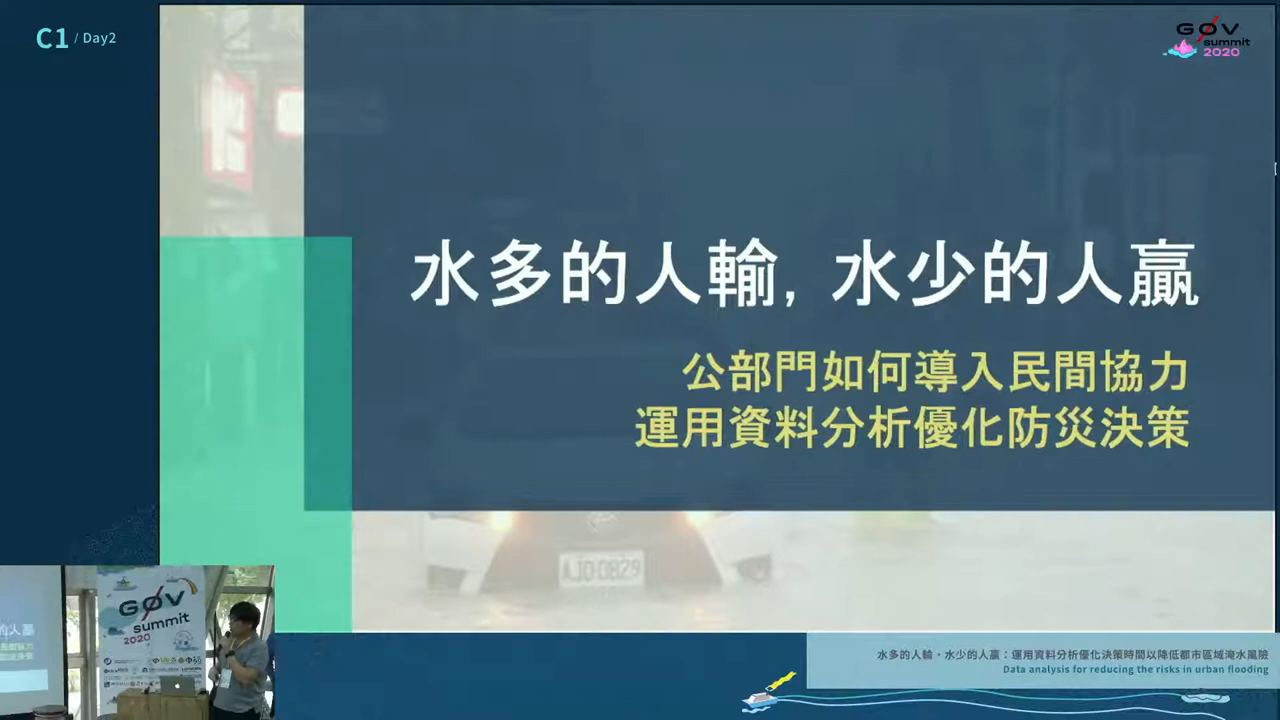 C1 / Day2
GØV
summit
2020
水多的人輸, 水少的人贏
公部門如何導入民間協力
運用資料分析優化防災決策
AJD 0829
GØV
summit
2020
水多的人輸，水少的人贏：運用資料分析優化決策時間以降低都市區域淹水風險
Data analysis for reducing the risks in urban flooding